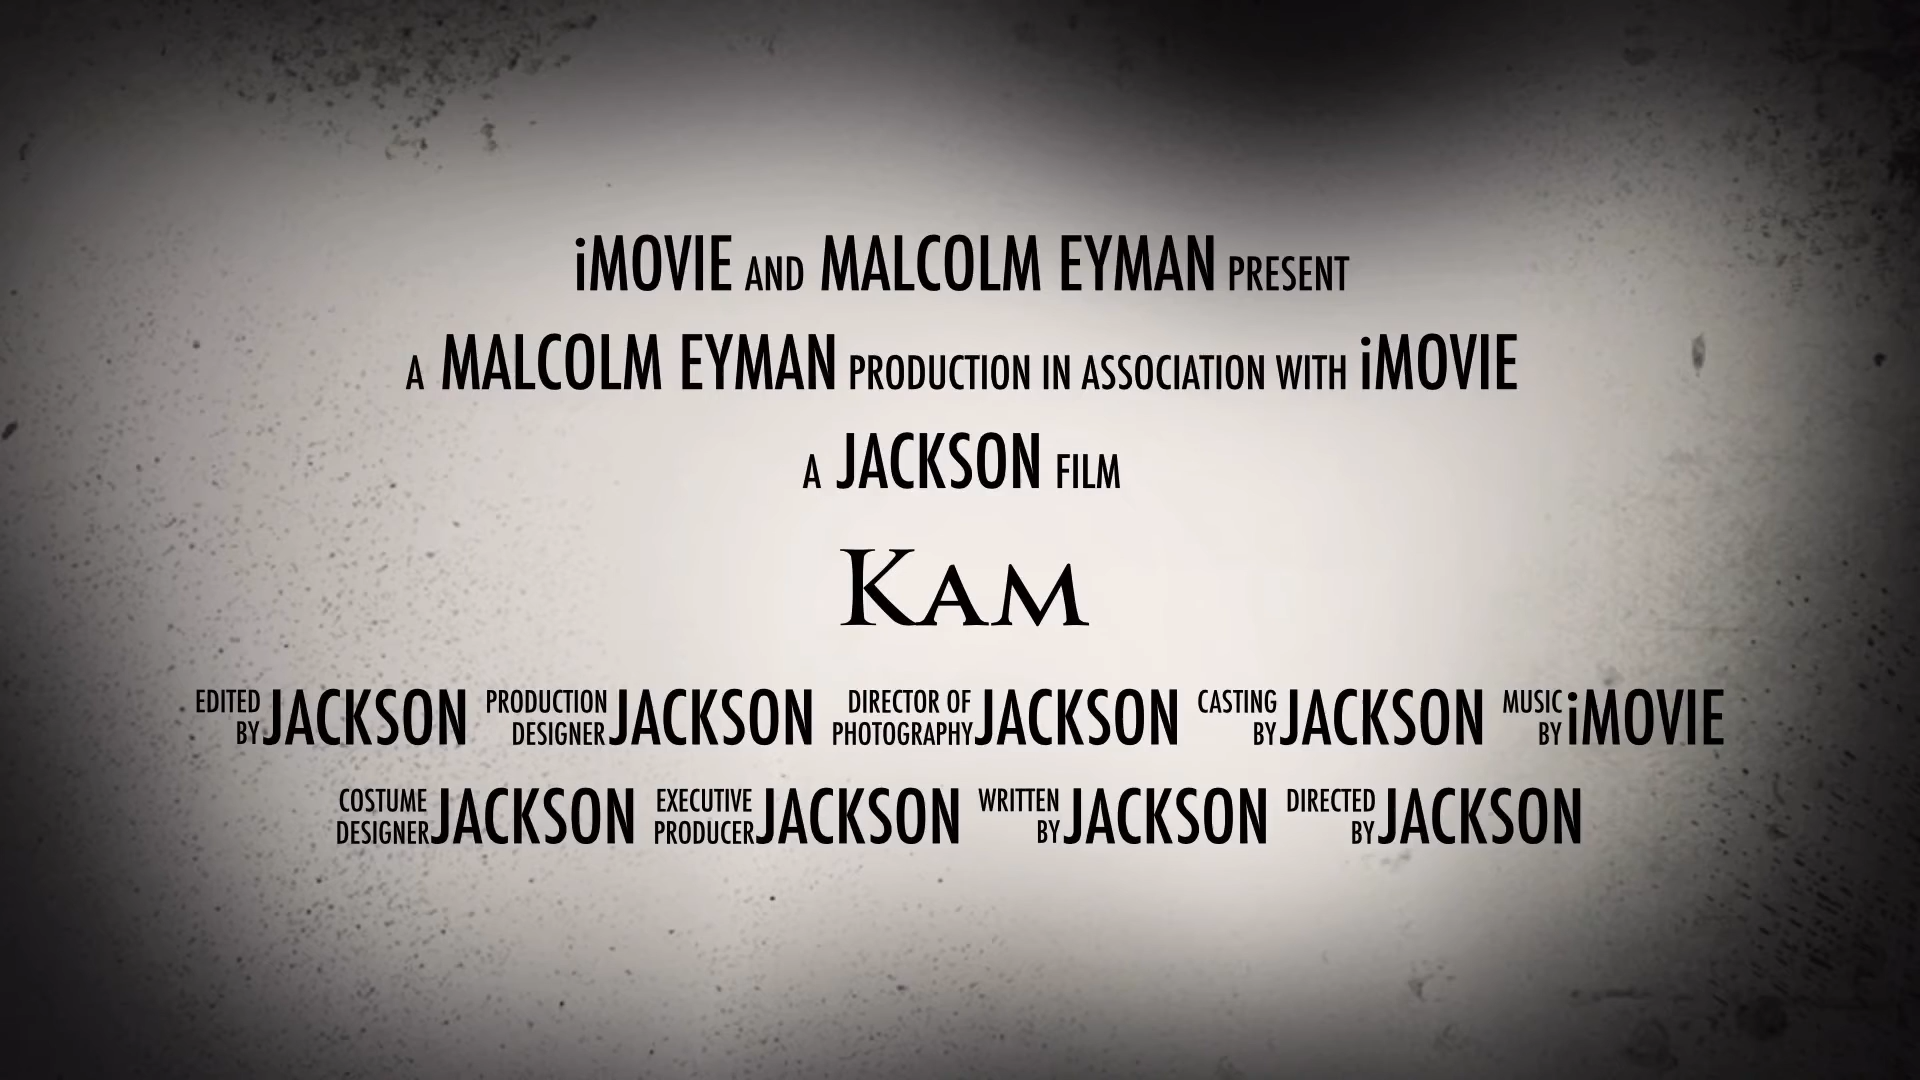 iMOVIE AND MALCOLM EYMAN PRESENT
A MALCOLM EYMAN PRODUCTION IN ASSOCIATION WITH iMOVIE
A JACKSON FILM
KAM
EDITED BY JACKSON PRODUCTION DESIGNER JACKSON DIRECTOR OF PHOTOGRAPHY JACKSON CASTING BY JACKSON MUSIC BY iMOVIE
COSTUME DESIGNER JACKSON EXECUTIVE PRODUCER JACKSON WRITTEN BY JACKSON DIRECTED BY JACKSON